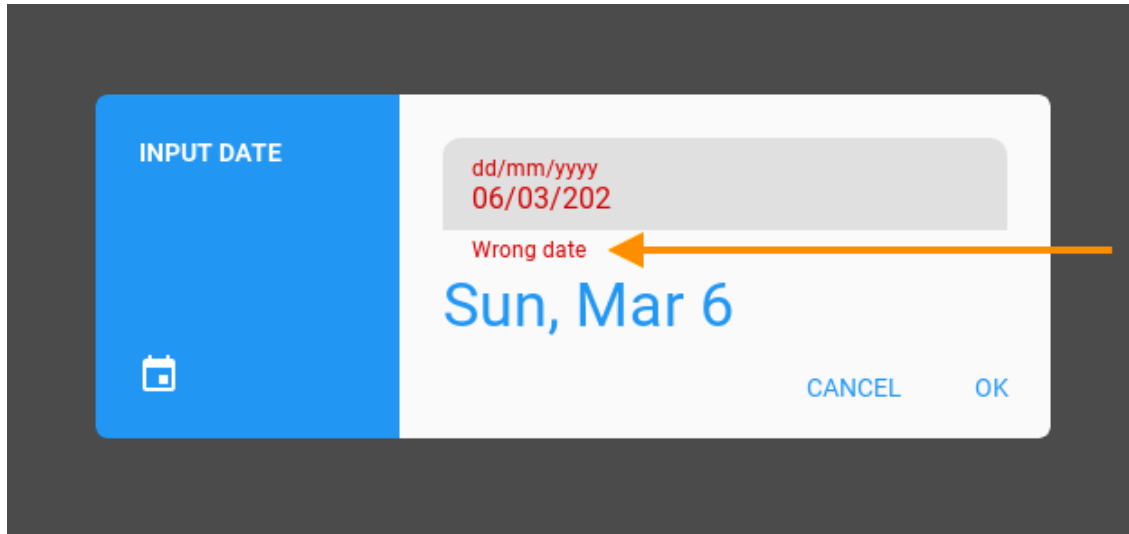 INPUT DATE
dd/mm/yyyy
06/03/202
Wrong date
Sun, Mar 6
CANCEL OK